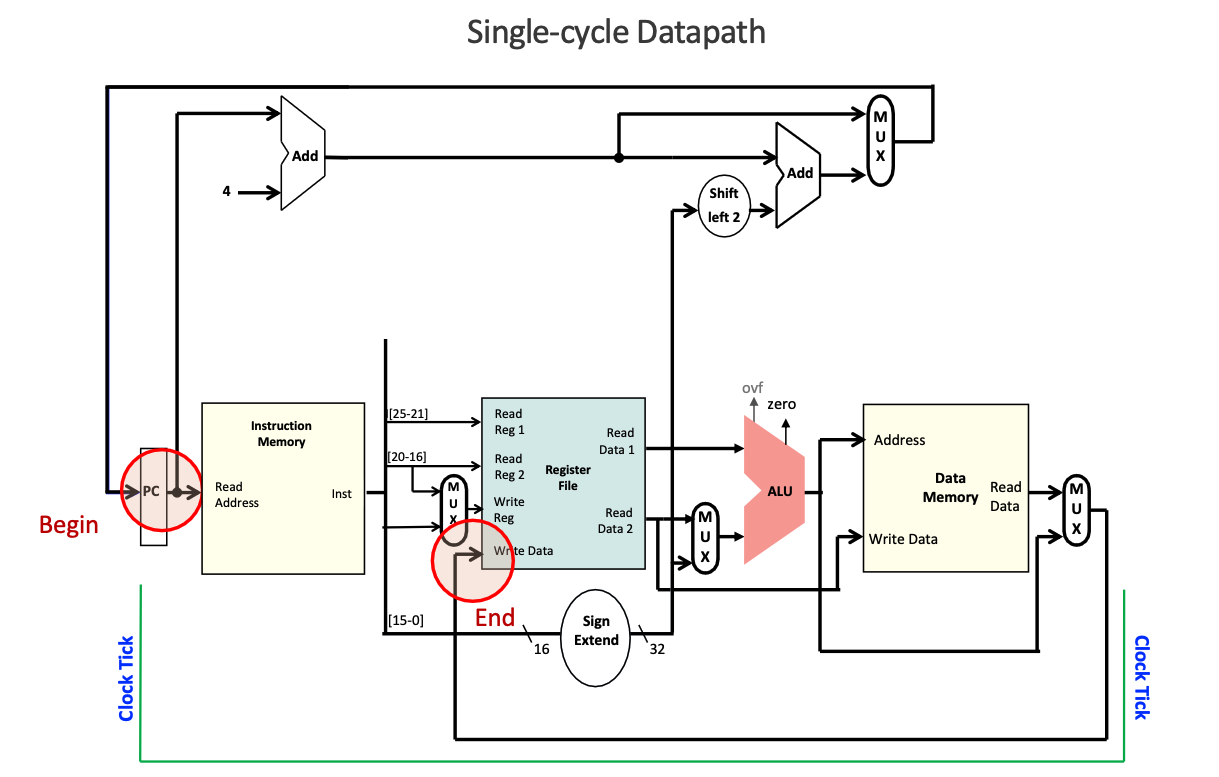 Single-cycle Datapath
M
U
X
Add
4
Add
Shift
left 2
ovf
zero
[25-21]
[20-16]
Instruction
Memory
Read
Address
Inst
PC
Begin
M
U
X
Read
Reg 1
Read
Reg 2
Write
Reg
Write Data
Register
File
Read
Data 1
Read
Data 2
M
U
X
ALU
Address
Data
Memory
Read
Data
Write Data
M
U
X
End
[15-0]
16
Sign
Extend
32
Clock Tick
Clock Tick